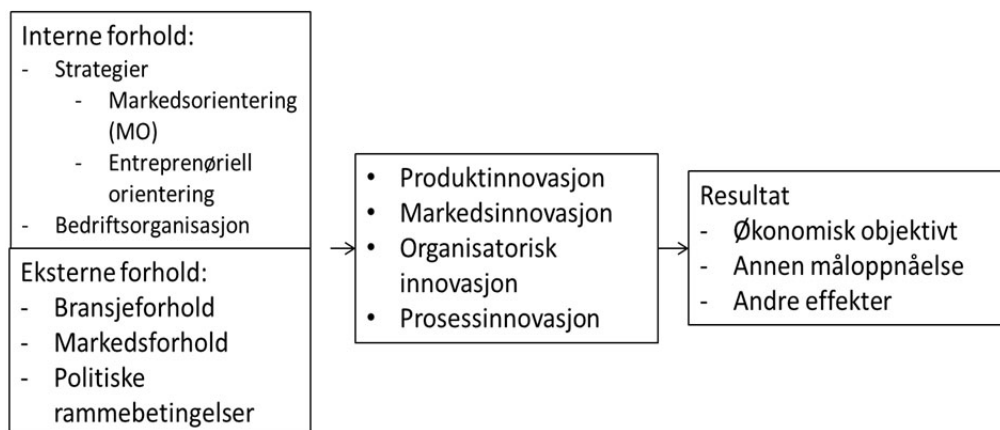 Interne forhold:
- Strategier
- Markedsorientering
(MO)
- Entreprenøriell
orientering
- Bedriftsorganisasjon
Eksterne forhold:
- Bransjeforhold
- Markedsforhold
- Politiske
rammebetingelser
• Produktinnovasjon
• Markedsinnovasjon
• Organisatorisk
innovasjon
• Prosessinnovasjon
Resultat
- Økonomisk objektivt
- Annen måloppnåelse
- Andre effekter